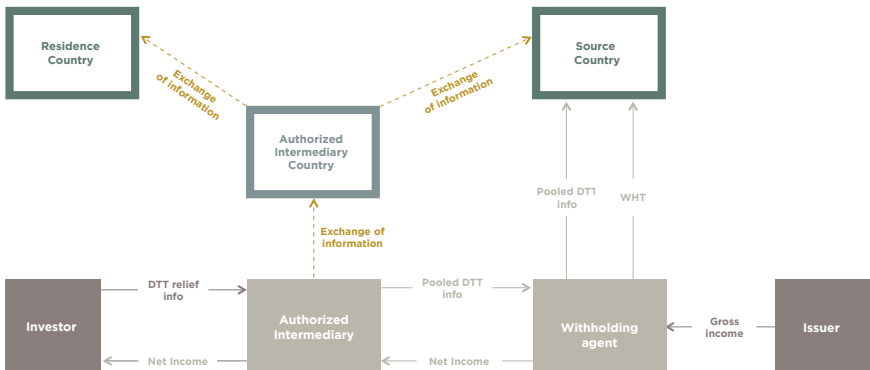 Residence
Country
Source
Country
Exchange
of information
Exchange
of information
Authorized
Intermediary
Country
Pooled DTT
info
WHT
Exchange of
information
DTT relief
info
Pooled DTT
info
Investor
Authorized
Intermediary
Withholding
agent
Gross
income
Issuer
Net Income
Net Income